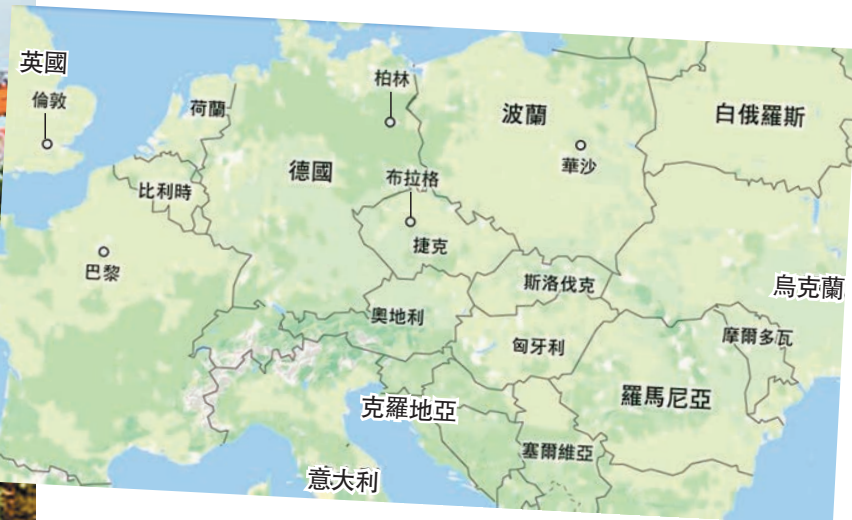 英國
倫敦
荷蘭
柏林
波蘭
白俄羅斯
德國
華沙
比利時
布拉格
捷克
巴黎
斯洛伐克
烏克蘭
奧地利
匈牙利
摩爾多瓦
羅馬尼亞
克羅地亞
塞爾維亞
意大利